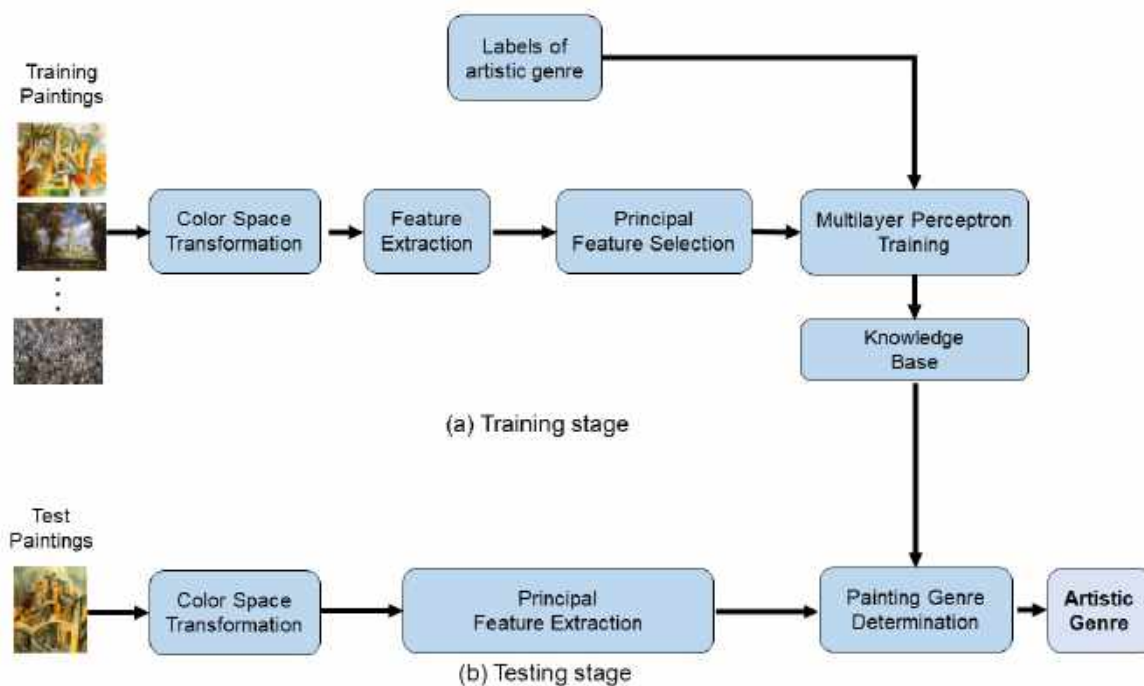 Labels of
artistic genre
Training
Paintings
Color Space
Transformation
Feature
Extraction
Principal
Feature Selection
Multilayer Perceptron
Training
Knowledge
Base
(a) Training stage
Test
Paintings
Color Space
Transformation
Principal
Feature Extraction
Painting Genre
Determination
Artistic
Genre
(b) Testing stage